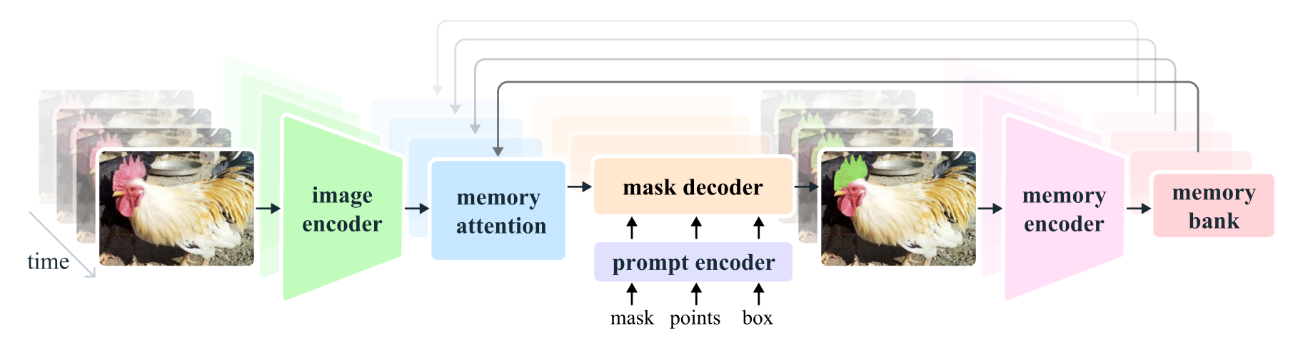 time
image
encoder
memory
attention
mask decoder
prompt encoder
mask points box
memory
encoder
memory
bank